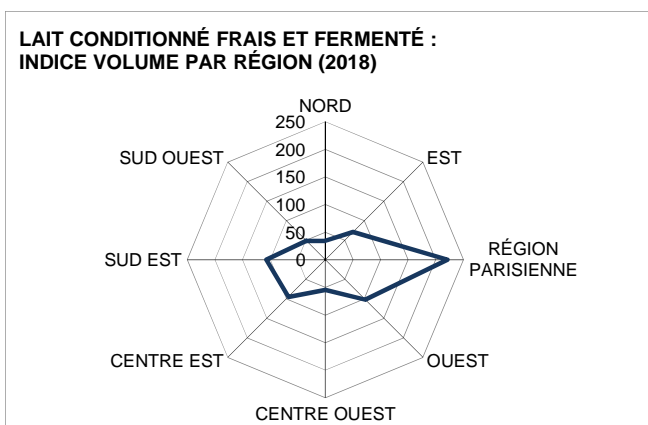 LAIT CONDITIONNÉ FRAIS ET FERMENTÉ :
INDICE VOLUME PAR RÉGION (2018)
NORD
250
200
150
100
50
0
EST
RÉGION
PARISIENNE
OUEST
CENTRE OUEST
CENTRE EST
SUD EST
SUD OUEST